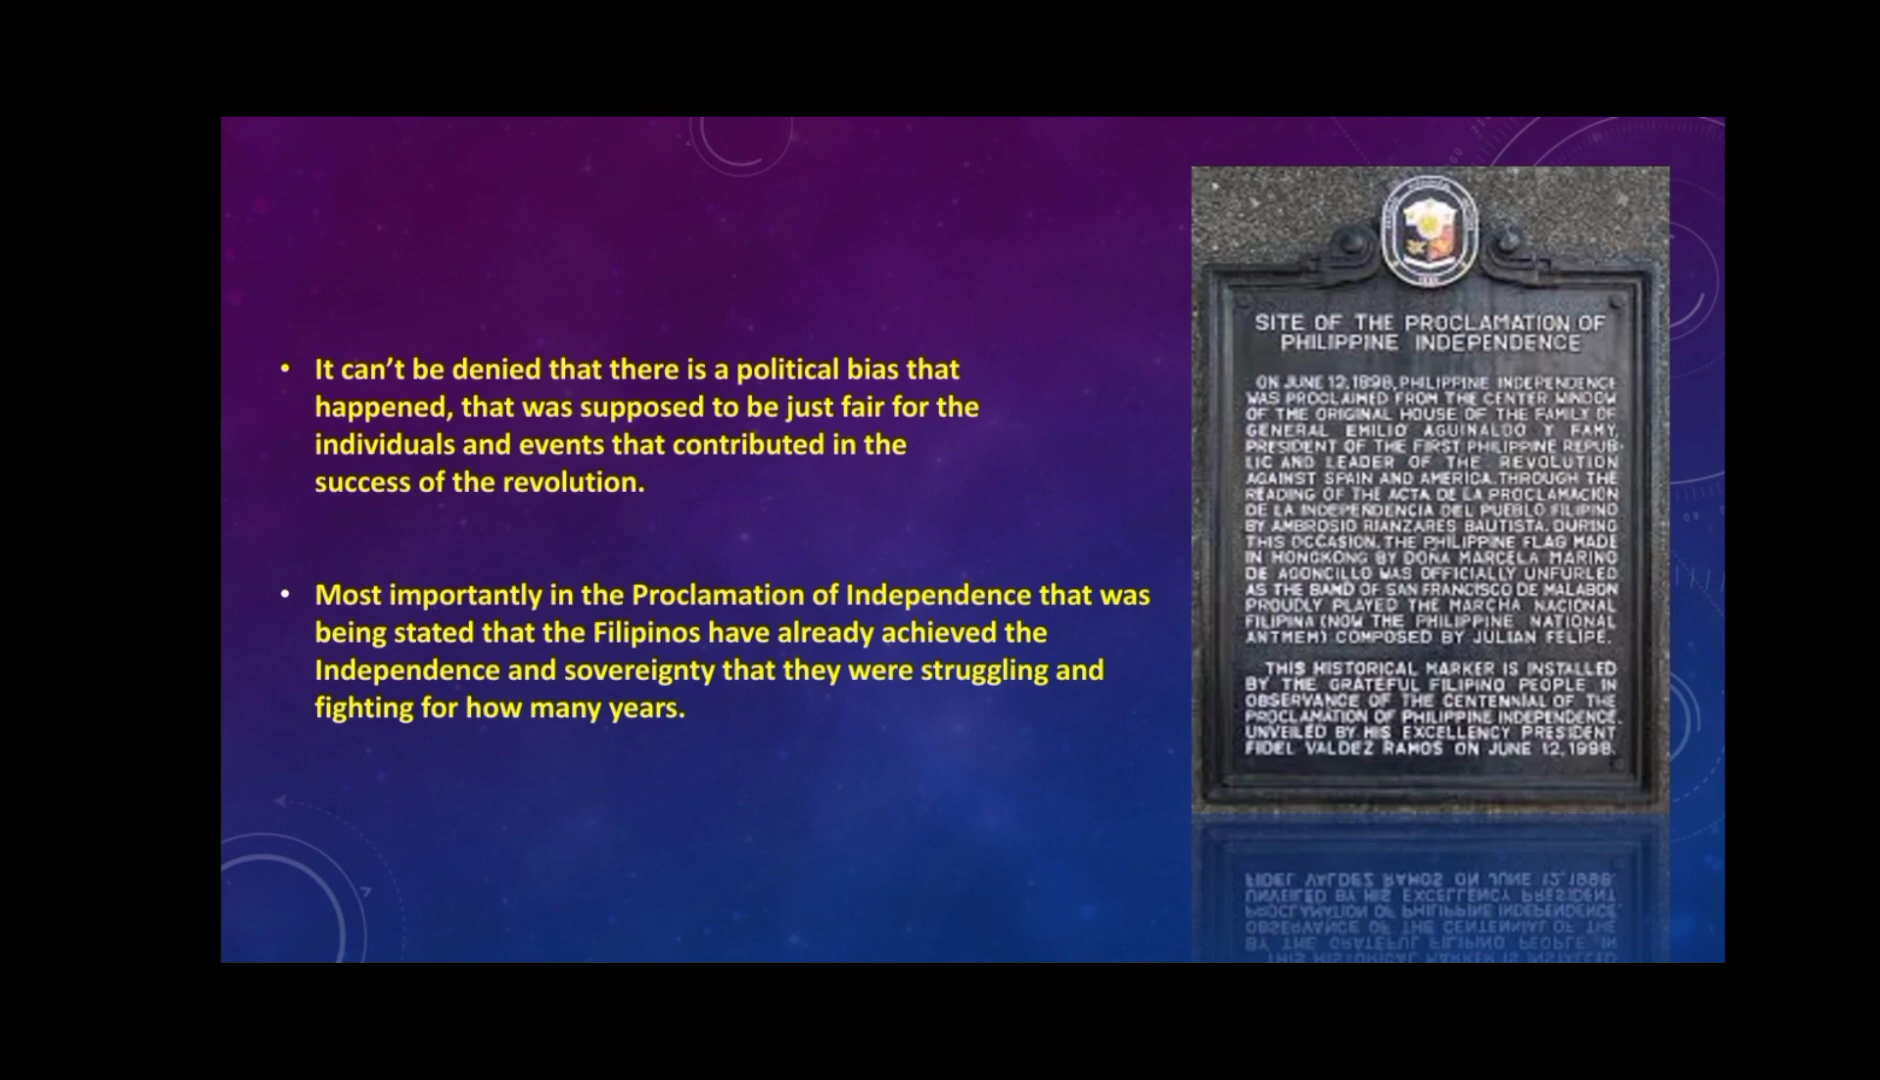 • It can’t be denied that there is a political bias that
happened, that was supposed to be just fair for the
individuals and events that contributed in the
success of the revolution.
• Most importantly in the Proclamation of Independence that was
being stated that the Filipinos have already achieved the
Independence and sovereignty that they were struggling and
fighting for how many years.
SITE OF THE PROCLAMATION OF
PHILIPPINE INDEPENDENCE
ON JUNE 12, 1898, PHILIPPINE INDEPENDENCE
WAS PROCLAIMED FROM THE CENTER WINDOW
OF THE ORIGINAL HOUSE OF THE FAMILY OF
GENERAL EMILIO AGUINALDO Y FAMY,
PRESIDENT OF THE FIRST PHILIPPINE REPUB-
LIC AND LEADER OF THE REVOLUTION
AGAINST SPAIN AND AMERICA. THROUGH THE
READING OF THE ACTA DE LA PROCLAMACION
DE LA INDEPENDENCIA DEL PUEBLO FILIPINO
BY AMBROSIO RIANZARES BAUTISTA. DURING
THIS OCCASION, THE PHILIPPINE FLAG MADE
IN HONGKONG BY DOÑA MARCELA MARINO
DE AGONCILLO WAS OFFICIALLY UNFURLED
AS THE BAND OF SAN FRANCISCO DE MALABON
PROUDLY PLAYED THE MARCHA NACIONAL
FILIPINA (NOW THE PHILIPPINE NATIONAL
ANTHEM) COMPOSED BY JULIAN FELIPE.
THIS HISTORICAL MARKER IS INSTALLED
BY THE GRATEFUL FILIPINO PEOPLE IN
OBSERVANCE OF THE CENTENNIAL OF THE
PROCLAMATION OF PHILIPPINE INDEPENDENCE.
UNVEILED BY HIS EXCELLENCY PRESIDENT
FIDEL VALDEZ RAMOS ON JUNE 12, 1998.